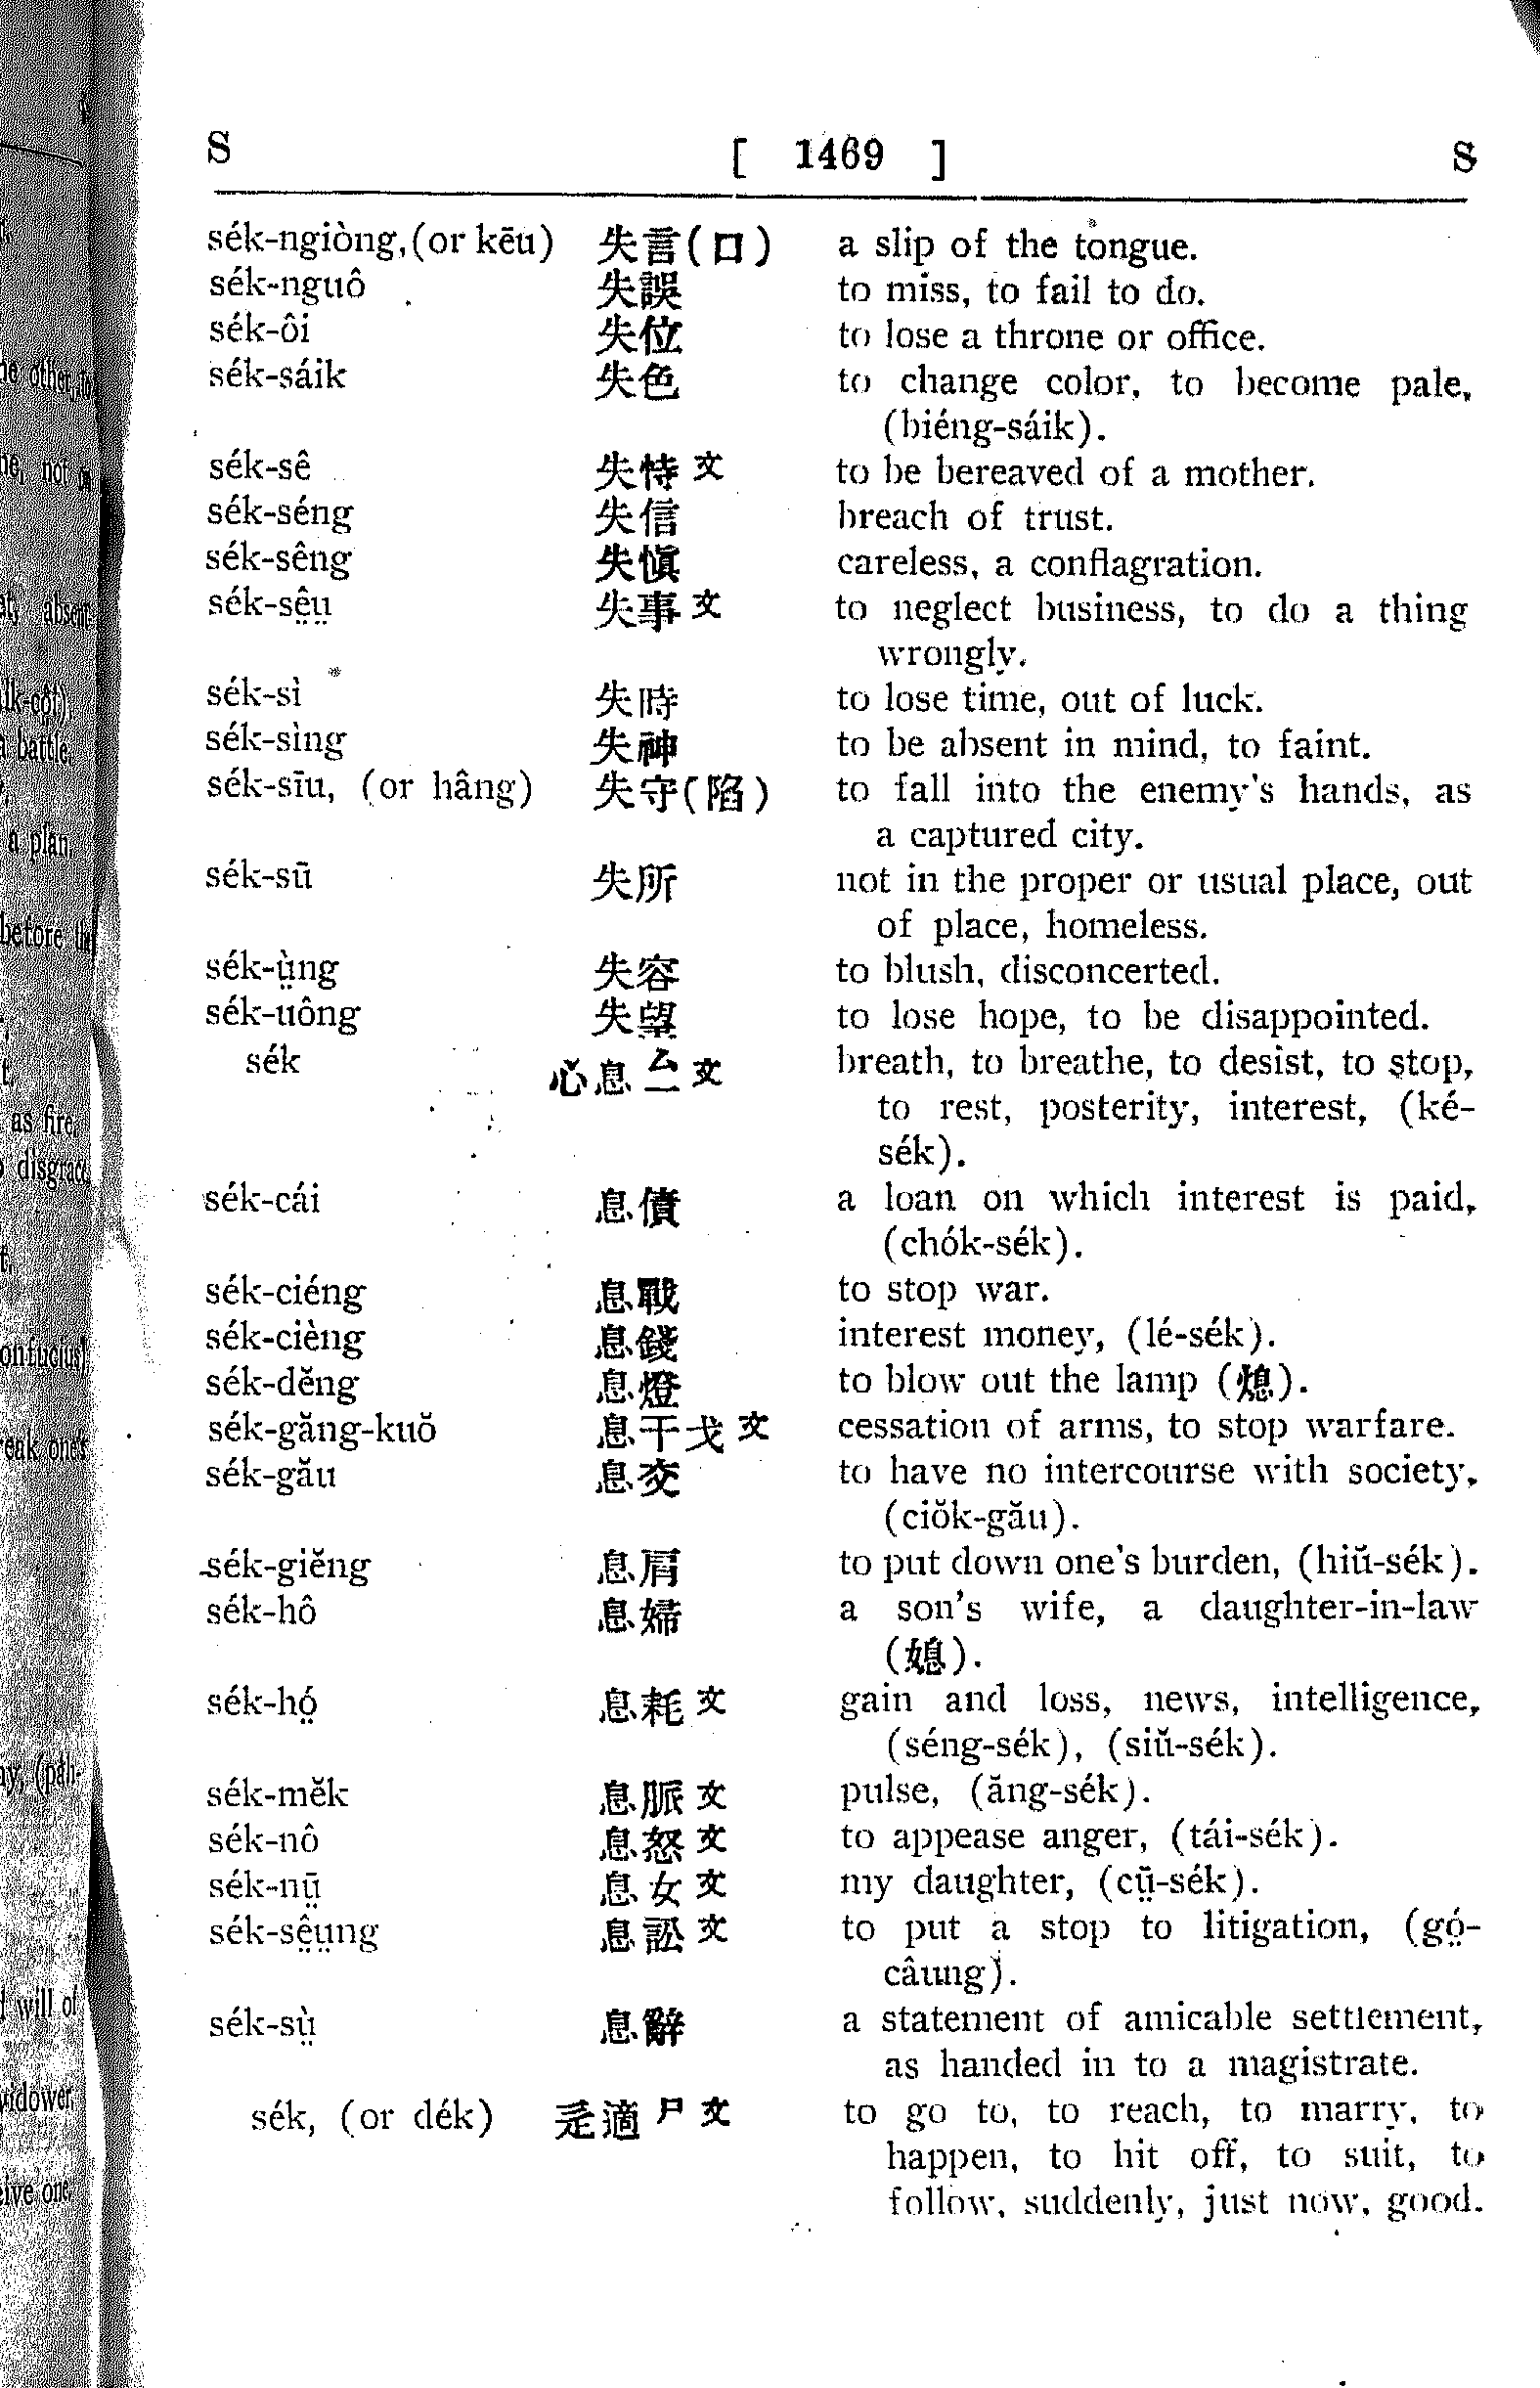 S [ 1469 ] S
sék-ngiòng,(or kēu) 失言(口) a slip of the tongue.
sék-nguô 失誤 to miss, to fail to do.
sék-ôi 失位 to lose a throne or office.
sék-sáik 失色 to change color, to become pale,
(biéng-sáik).
sék-sê 失恃文 to be bereaved of a mother.
sék-séng 失信 breach of trust.
sék-sêng 失愼 careless, a conflagration.
sék-sê̤ṳ 失事文 to neglect business, to do a thing
wrongly.
sék-sì 失時 to lose time, out of luck.
sék-sìng 失神 to be absent in mind, to faint.
sék-sīu, (or hâng) 失守(陷) to fall into the enemy's hands, as
a captured city.
sék-sū 失所 not in the proper or usual place, out
of place, homeless.
sék-ṳ̀ng 失容 to blush, disconcerted.
sék-uông 失望 to lose hope, to be disappointed.
sék 息 文 breath, to breathe, to desist, to stop,
to rest, posterity, interest, (ké-
sék).
sék-cái 息債 a loan on which interest is paid,
(chók-sék).
sék-ciéng 息戰 to stop war.
sék-cièng 息錢 interest money, (lé-sék).
sék-dĕng 息燈 to blow out the lamp (熄).
sék-găng-kuŏ 息干戈文 cessation of arms, to stop warfare.
sék-gău 息交 to have no intercourse with society,
(ciŏk-gău).
sék-giĕng 息肩 to put down one's burden, (hiŭ-sék).
sék-hô 息婦 a son's wife, a daughter-in-law
(媳).
sék-hó̤ 息耗文 gain and loss, news, intelligence,
(séng-sék), (siŭ-sék).
sék-mĕk 息脈文 pulse, (ăng-sék).
sék-nô 息怒文 to appease anger, (tái-sék).
sék-nṳ̄ 息女文 my daughter, (cṳ̄-sék).
sék-sê̤ṳng 息訟文 to put a stop to litigation, (gó̤-
câung).
sék-sṳ̀ 息辭 a statement of amicable settlement,
as handed in to a magistrate.
sék, (or dék) 辵適尸文 to go to, to reach, to marry, to
happen, to hit off, to suit, to
follow, suddenly, just now, good.